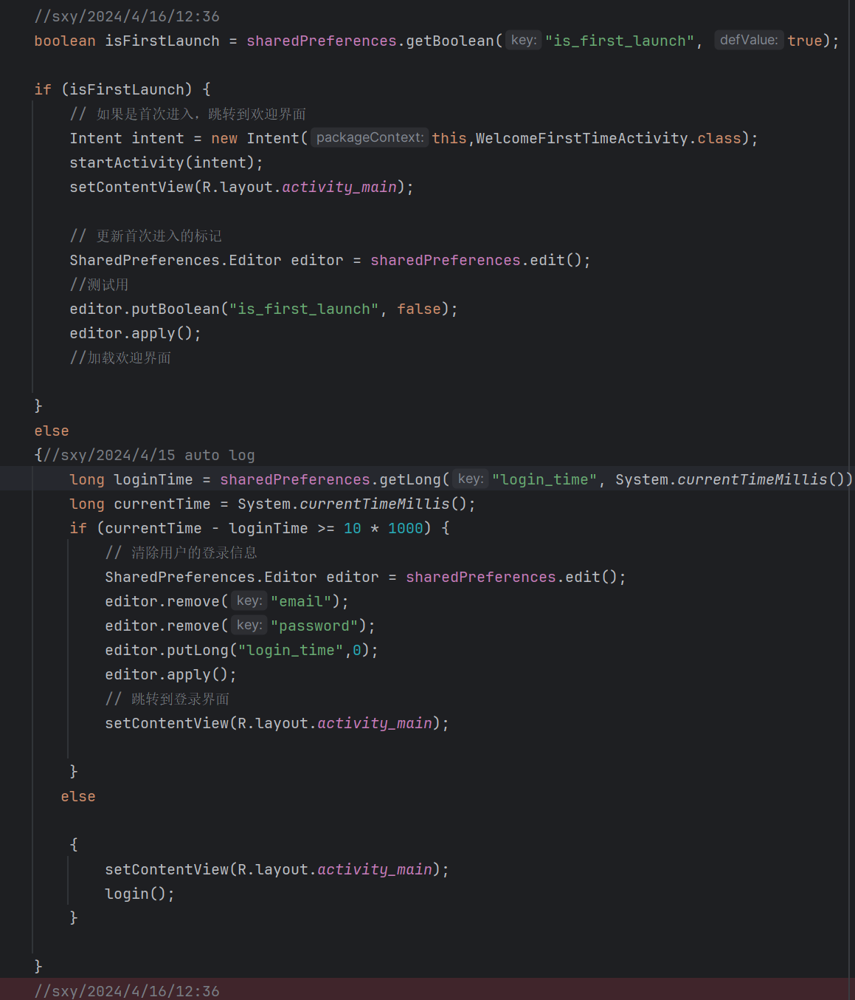 //sxy/2024/4/16/12:36
boolean isFirstLaunch = sharedPreferences.getBoolean( key: "is_first_launch", defValue: true);
if (isFirstLaunch) {
// 如果是首次进入，跳转到欢迎界面
Intent intent = new Intent( packageContext: this,WelcomeFirstTimeActivity.class);
startActivity(intent);
setContentView(R.layout.activity_main);
// 更新首次进入的标记
SharedPreferences.Editor editor = sharedPreferences.edit();
//测试用
editor.putBoolean("is_first_launch", false);
editor.apply();
//加载欢迎界面
}
else
{//sxy/2024/4/15 auto log
long loginTime = sharedPreferences.getLong( key: "login_time", System.currentTimeMillis())
long currentTime = System.currentTimeMillis();
if (currentTime - loginTime >= 10 * 1000) {
// 清除用户的登录信息
SharedPreferences.Editor editor = sharedPreferences.edit();
editor.remove( key: "email");
editor.remove( key: "password");
editor.putLong("login_time",0);
editor.apply();
// 跳转到登录界面
setContentView(R.layout.activity_main);
}
else
{
setContentView(R.layout.activity_main);
login();
}
}
//sxy/2024/4/16/12:36